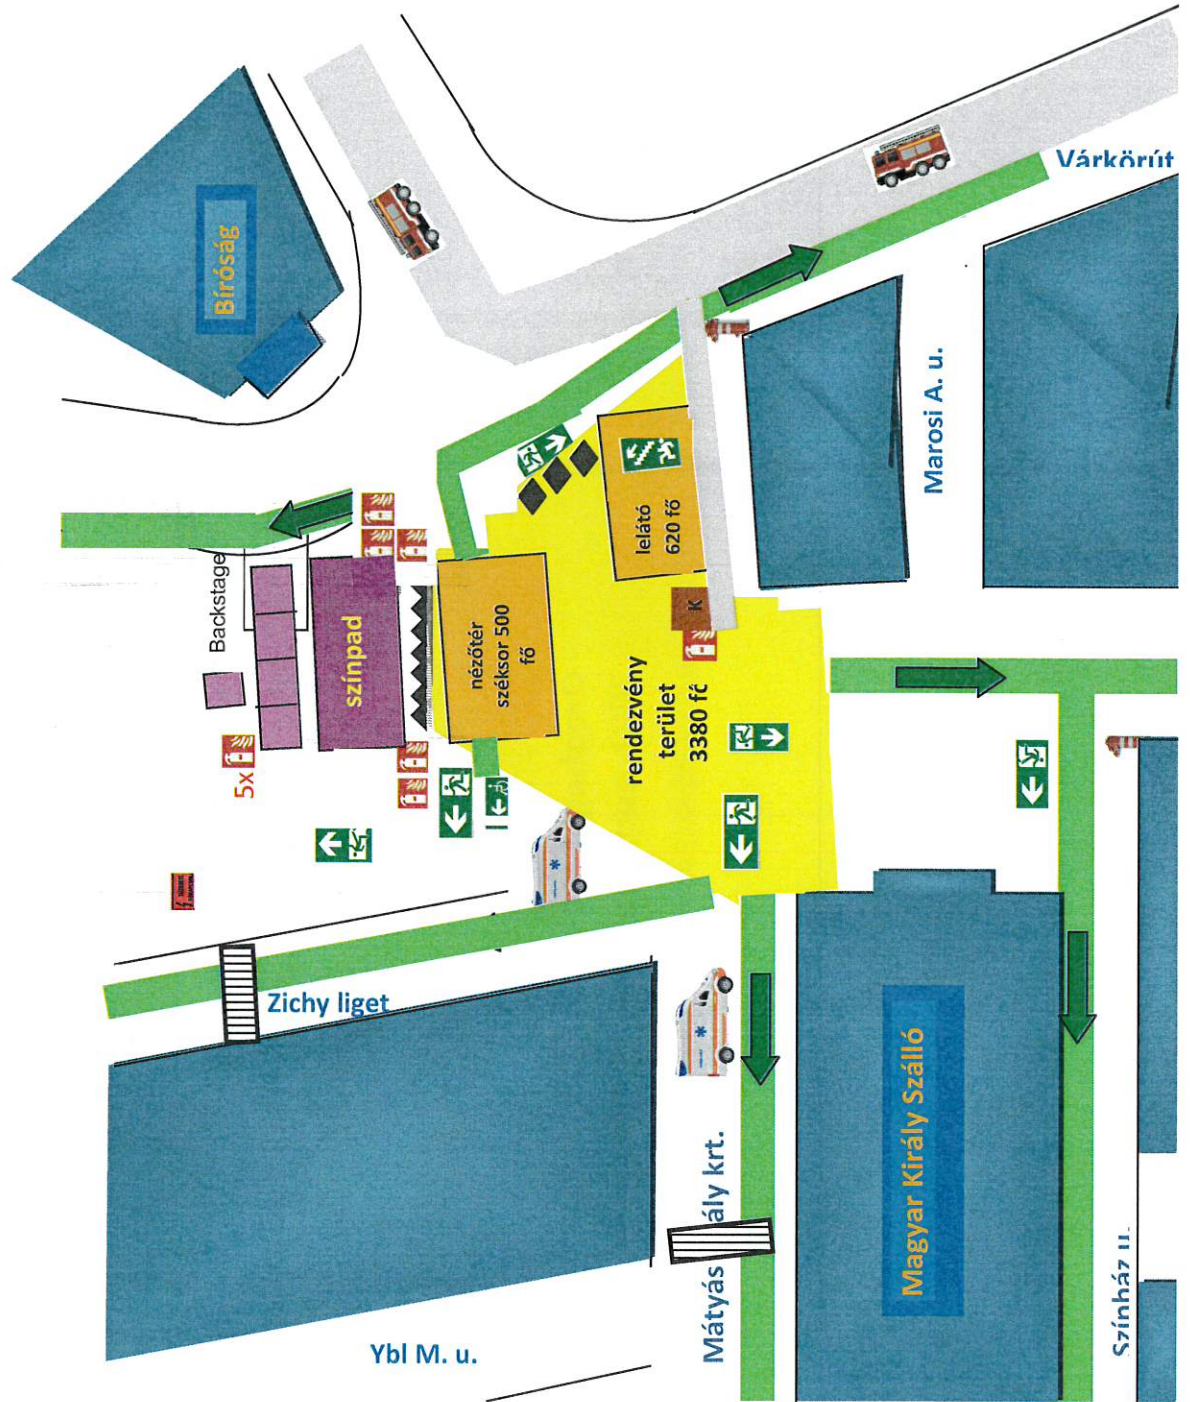 Várkörút
Bíróság
Marosi A. u.
Backstage
színpad
nézőtér
széksor 500
fő
lelátó
620 fő
K
rendezvény
terület
3380 fő
5x
Zichy liget
Mátyás
ály krt.
Magyar Király Szálló
Ybl M. u.
Színház u.